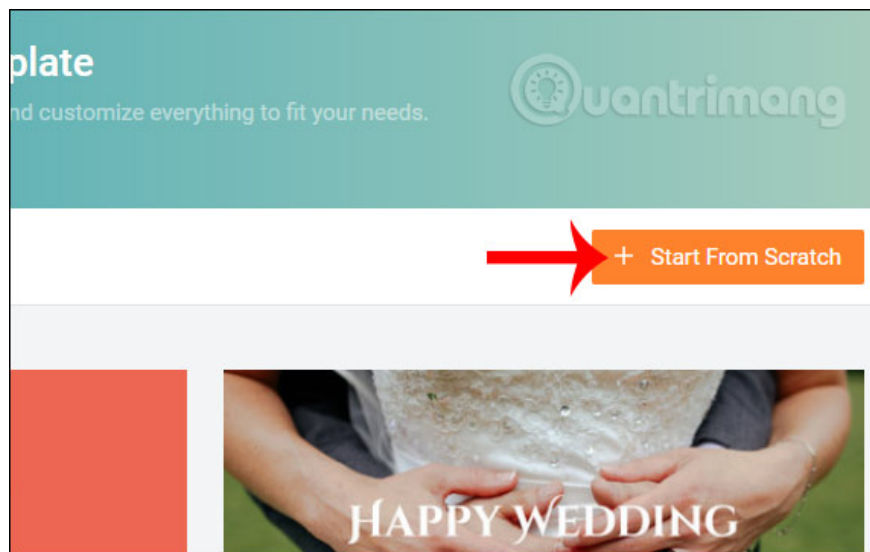 plate
nd customize everything to fit your needs.
Quantrimang
+ Start From Scratch
HAPPY WEDDING